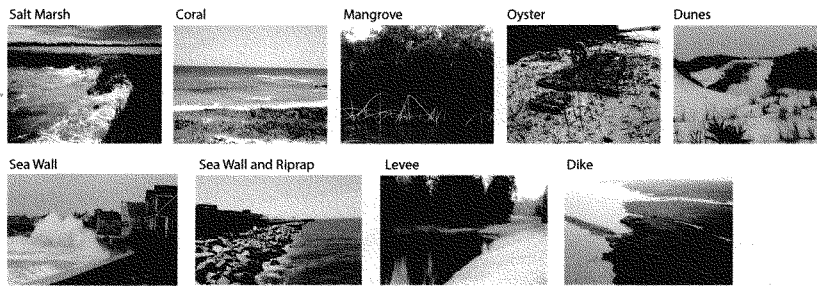 Salt Marsh
Coral
Mangrove
Oyster
Dunes
Sea Wall
Sea Wall and Riprap
Levee
Dike